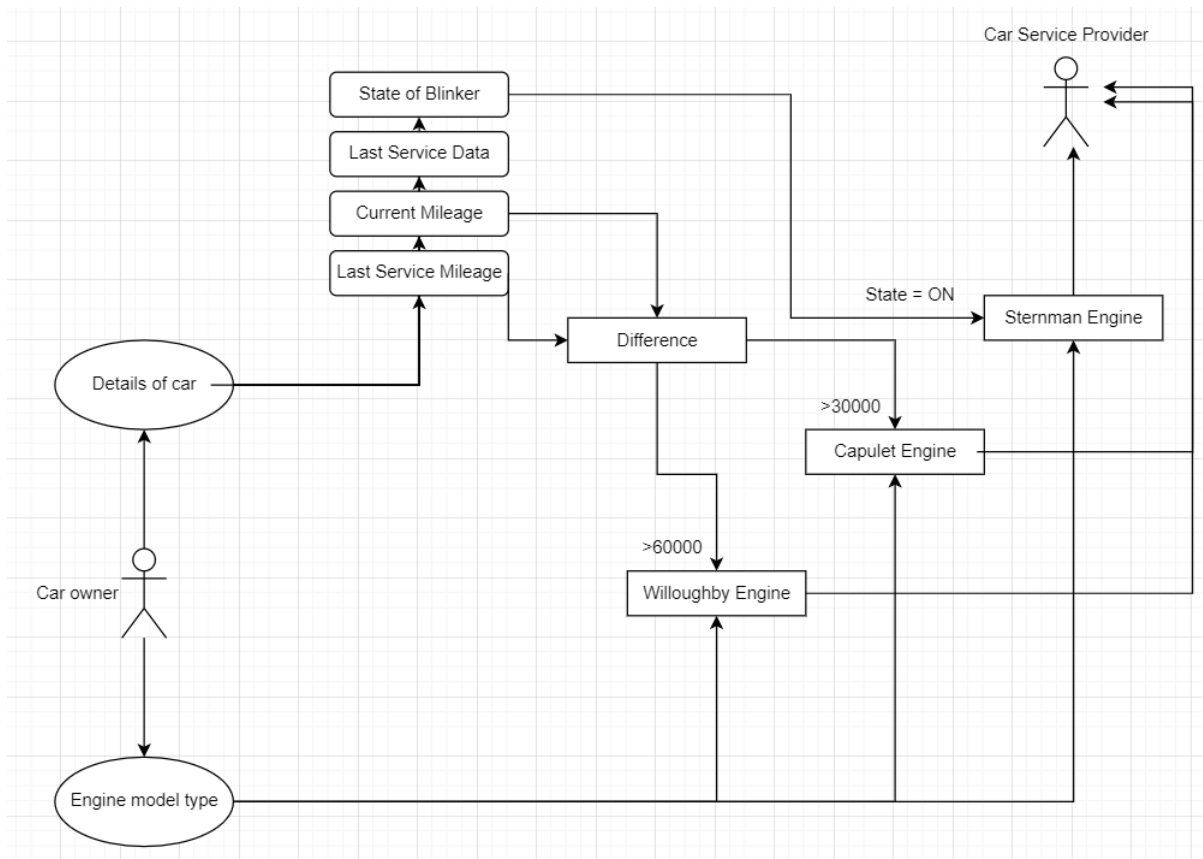 Car Service Provider
State of Blinker
Last Service Data
Current Mileage
Last Service Mileage
State = ON
Sternman Engine
Difference
Details of car
>30000
Capulet Engine
>60000
Car owner
Willoughby Engine
Engine model type